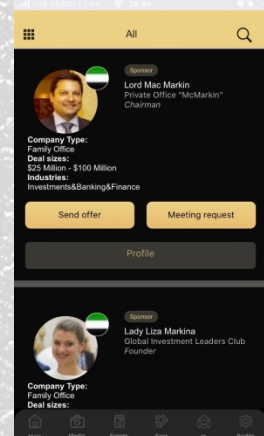 All
Sponsor
Lord Mac Markin
Private Office "McMarkin"
Chairman
Company Type:
Family Office
Deal sizes:
$25 Million - $100 Million
Industries:
Investments&Banking&Finance
Send offer
Meeting request
Profile
Sponsor
Lady Liza Markina
Global Investment Leaders Club
Founder
Company Type:
Family Office
Deal sizes: